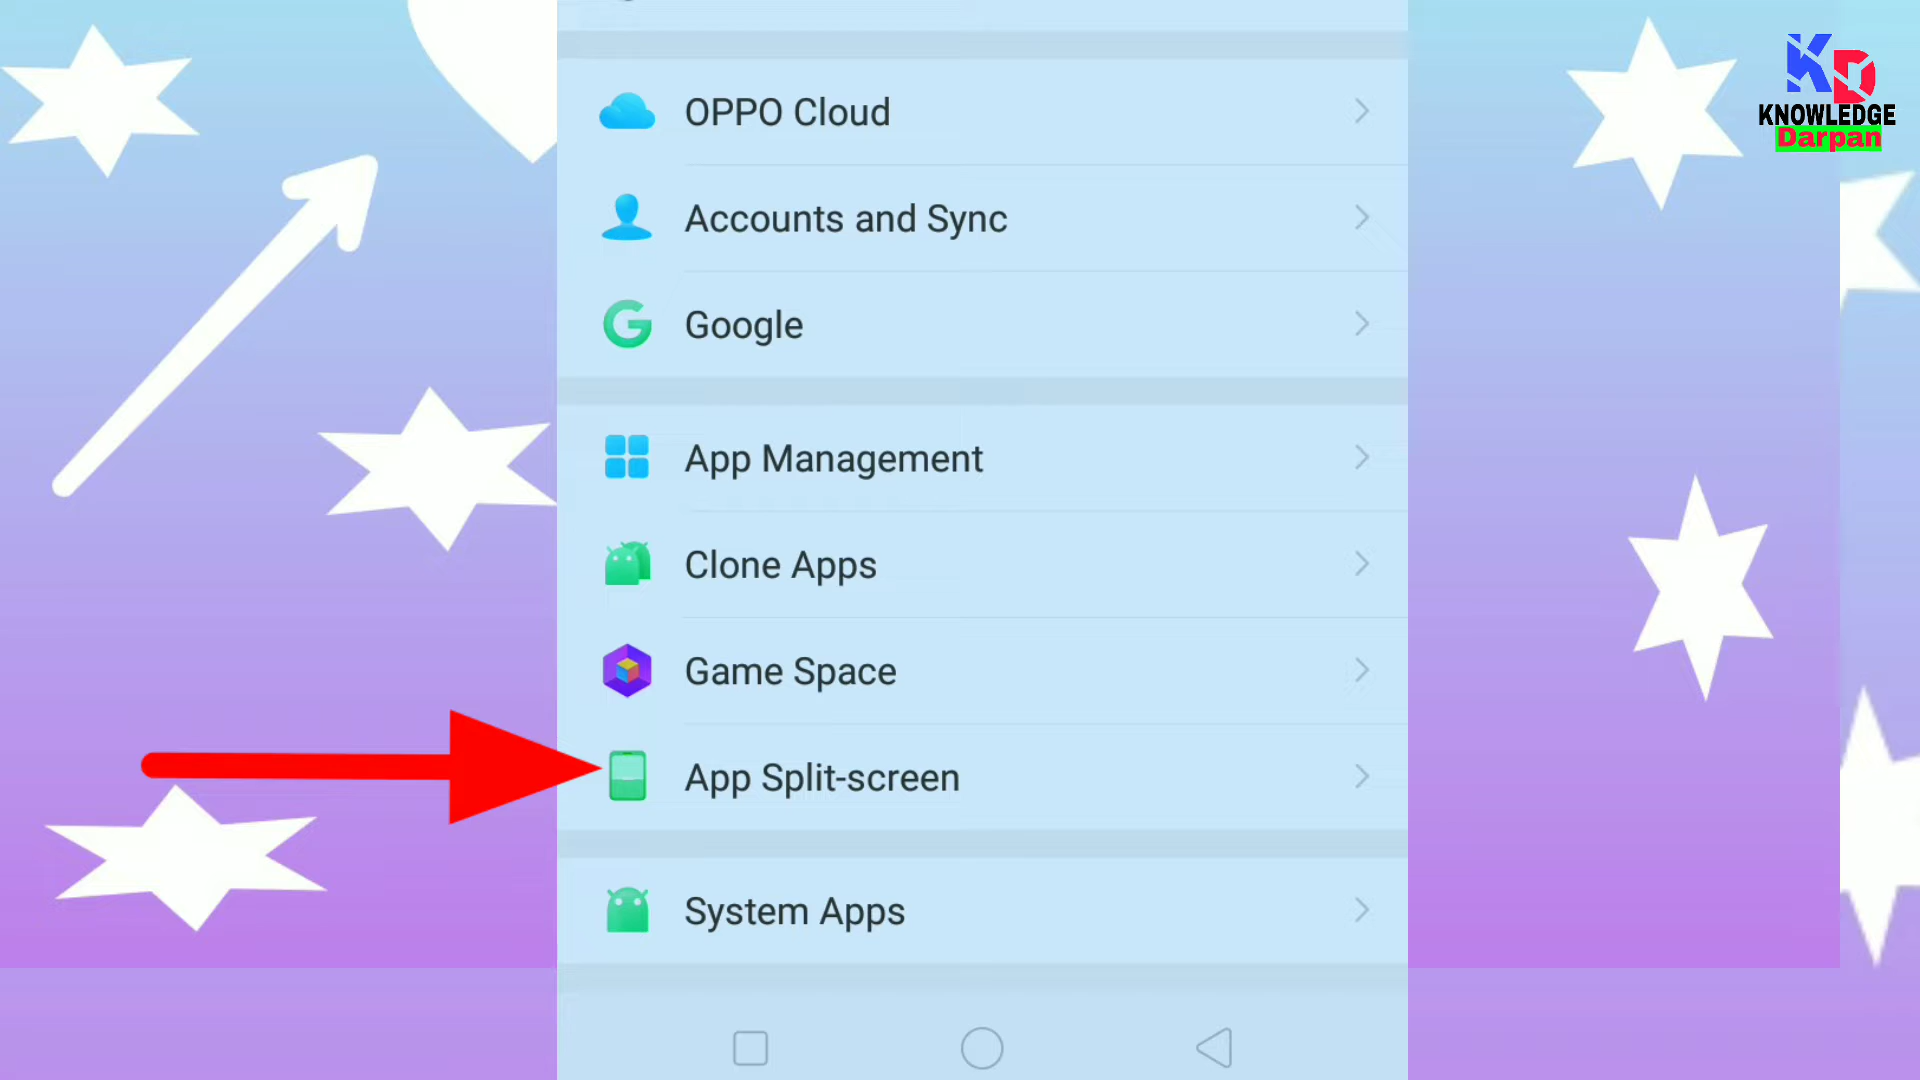 KD
KNOWLEDGE
Darpan
OPPO Cloud
Accounts and Sync
Google
App Management
Clone Apps
Game Space
App Split-screen
System Apps